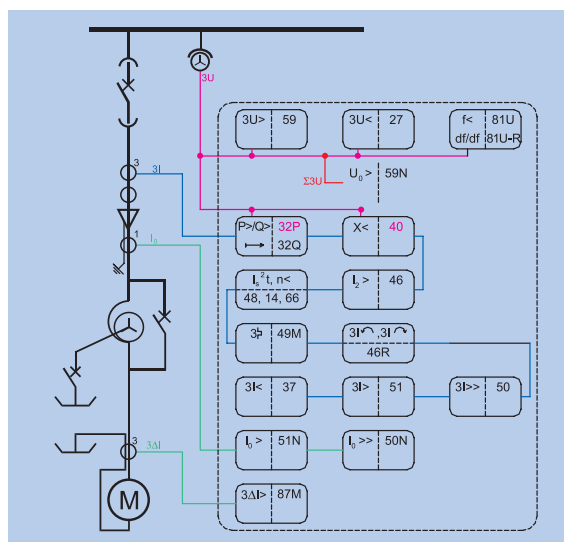 3U
3U> 59
3U< 27
f< 81U
df/df 81U-R
Σ3U
U₀ > 59N
3
3I
P>/Q> 32P
32Q
X< 40
1
I₀
Iₛ²t, n<
48, 14, 66
I₂ > 46
3 49M
3I ,3I
46R
3I< 37
3I> 51
3I>> 50
I₀ > 51N
I₀ >> 50N
3
3ΔI
3ΔI> 87M
M